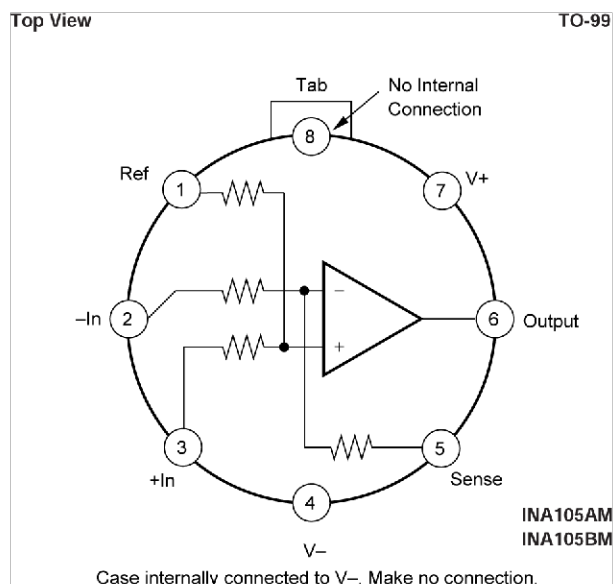 Top View
TO-99
Tab
No Internal
Connection
8
Ref
1
7
V+
–In
2
–
+
6
Output
3
+In
5
Sense
4
V–
INA105AM
INA105BM
Case internally connected to V–. Make no connection.